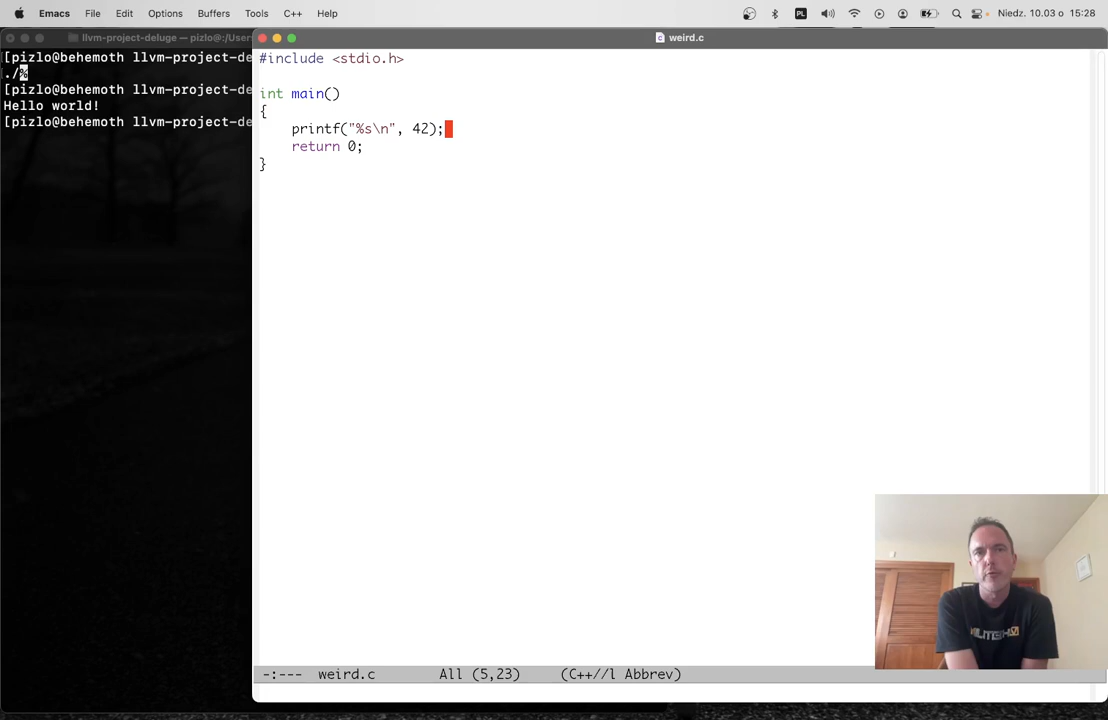 Emacs File Edit Options Buffers Tools C++ Help PL Niedz. 10.03 o 15:28
llvm-project-deluge — pizlo@:/User
weird.c
[pizlo@behemoth llvm-project-de
./%
[pizlo@behemoth llvm-project-de
Hello world!
[pizlo@behemoth llvm-project-de
#include <stdio.h>
int main()
{
printf("%s\n", 42);
return 0;
}
-:--- weird.c All (5,23) (C++//l Abbrev)